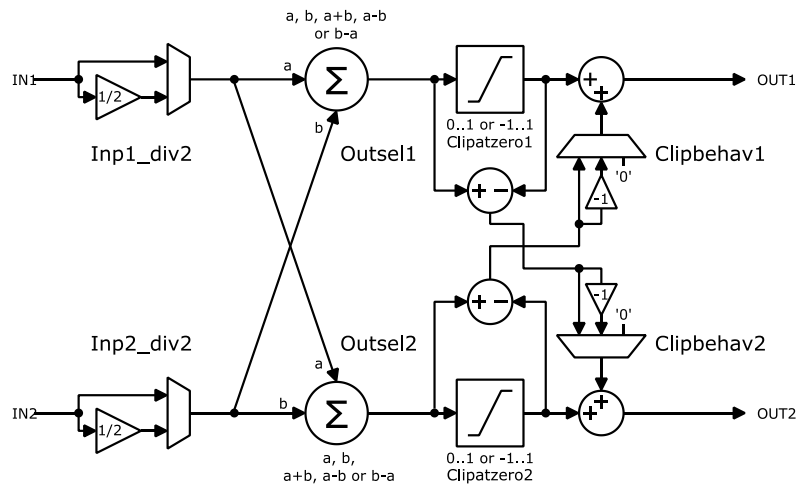 a, b, a+b, a-b
or b-a
IN1
1/2
a
Σ
b
0..1 or -1..1
Clipatzero1
+
+
OUT1
Inp1_div2
Outsel1
Clipbehav1
'0'
-1
+ -
+ -
-1
'0'
Inp2_div2
Outsel2
Clipbehav2
a
IN2
1/2
b
Σ
+
+
OUT2
a, b,
a+b, a-b or b-a
0..1 or -1..1
Clipatzero2